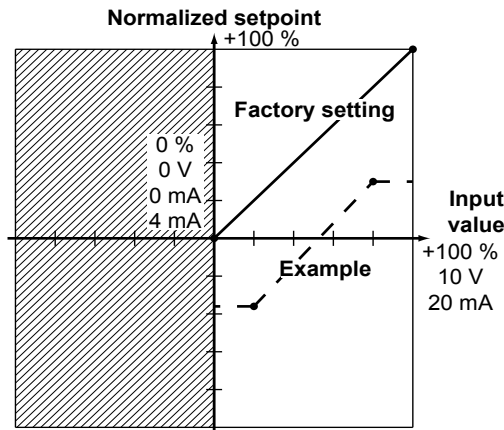 Normalized setpoint
+100 %
Factory setting
0 %
0 V
0 mA
4 mA
Input
value
Example
+100 %
10 V
20 mA